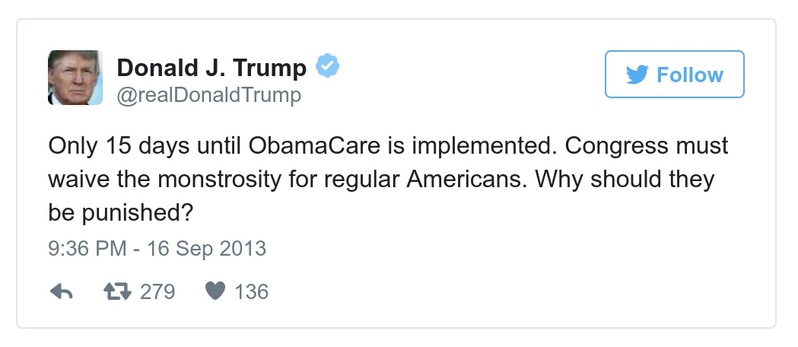 Donald J. Trump
@realDonaldTrump
Follow
Only 15 days until ObamaCare is implemented. Congress must
waive the monstrosity for regular Americans. Why should they
be punished?
9:36 PM - 16 Sep 2013
279 136